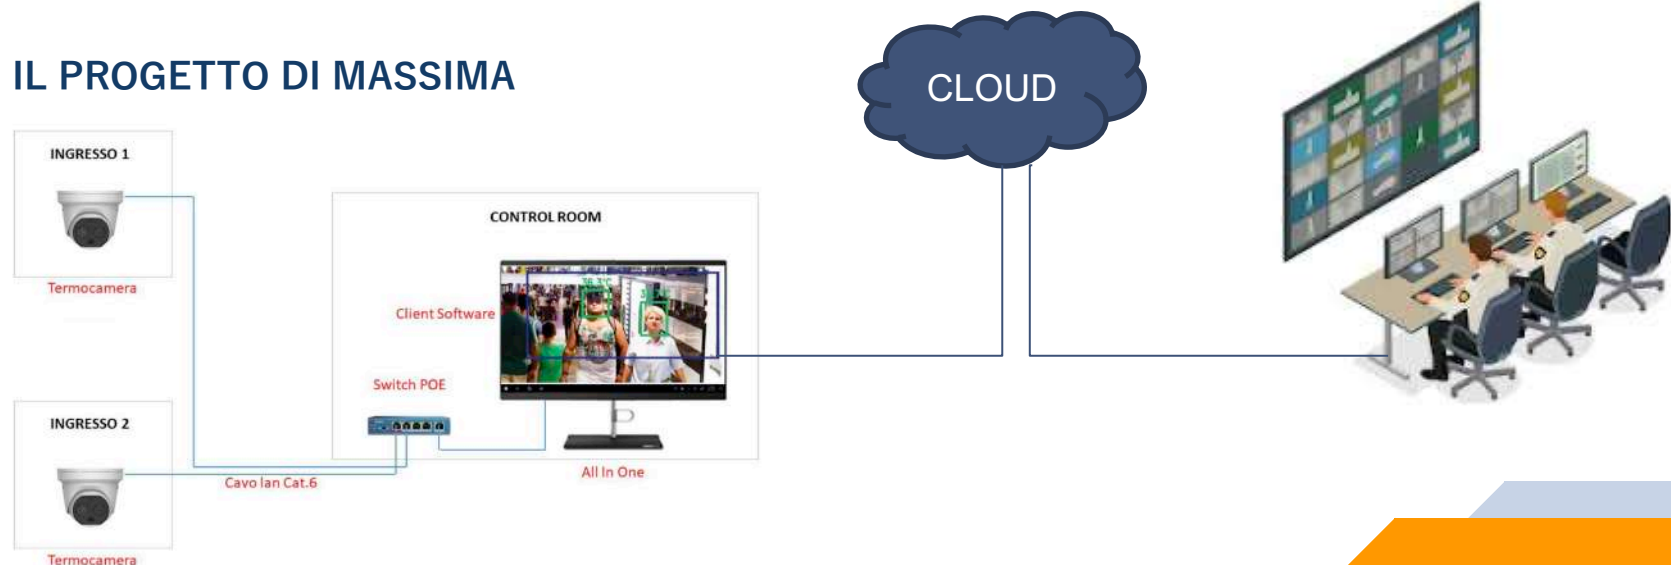 IL PROGETTO DI MASSIMA
CLOUD
INGRESSO 1
Termocamera
CONTROL ROOM
Client Software
Switch POE
All In One
INGRESSO 2
Cavo lan Cat.6
Termocamera